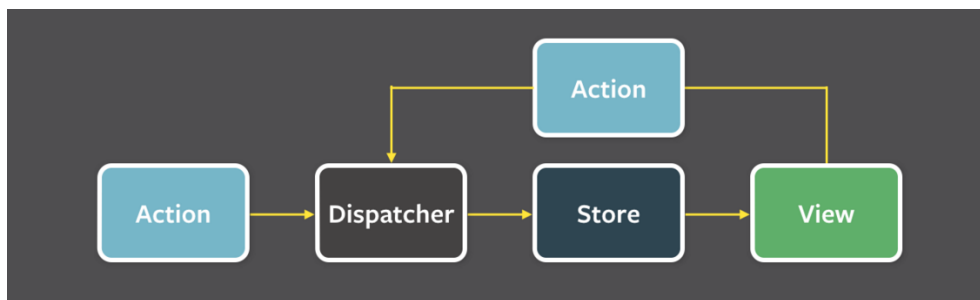 Action
Action
Dispatcher
Store
View